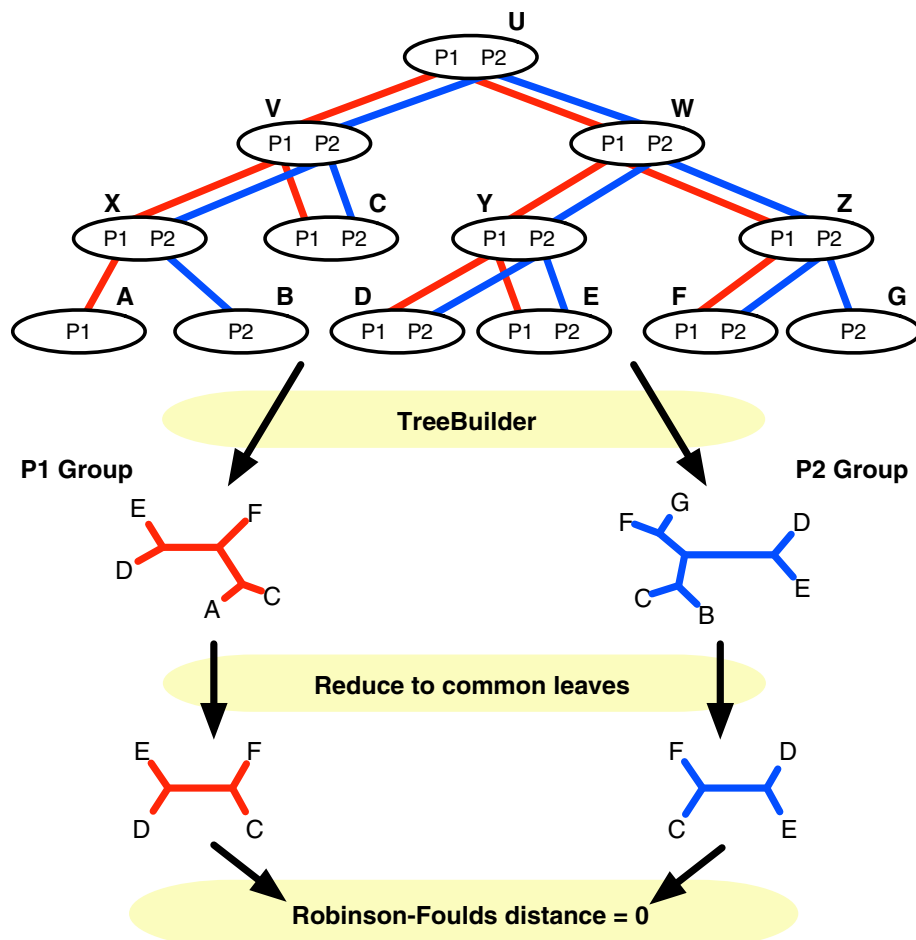 U
P1 P2
V
W
P1 P2
P1 P2
X
C
Y
Z
P1 P2
P1 P2
P1 P2
P1 P2
A
B
D
E
F
G
P1
P2
P1 P2
P1 P2
P1 P2
P2
TreeBuilder
P1 Group
P2 Group
E
F
D
A
C
G
F
D
C
B
E
Reduce to common leaves
E
F
D
C
F
D
C
E
Robinson-Foulds distance = 0